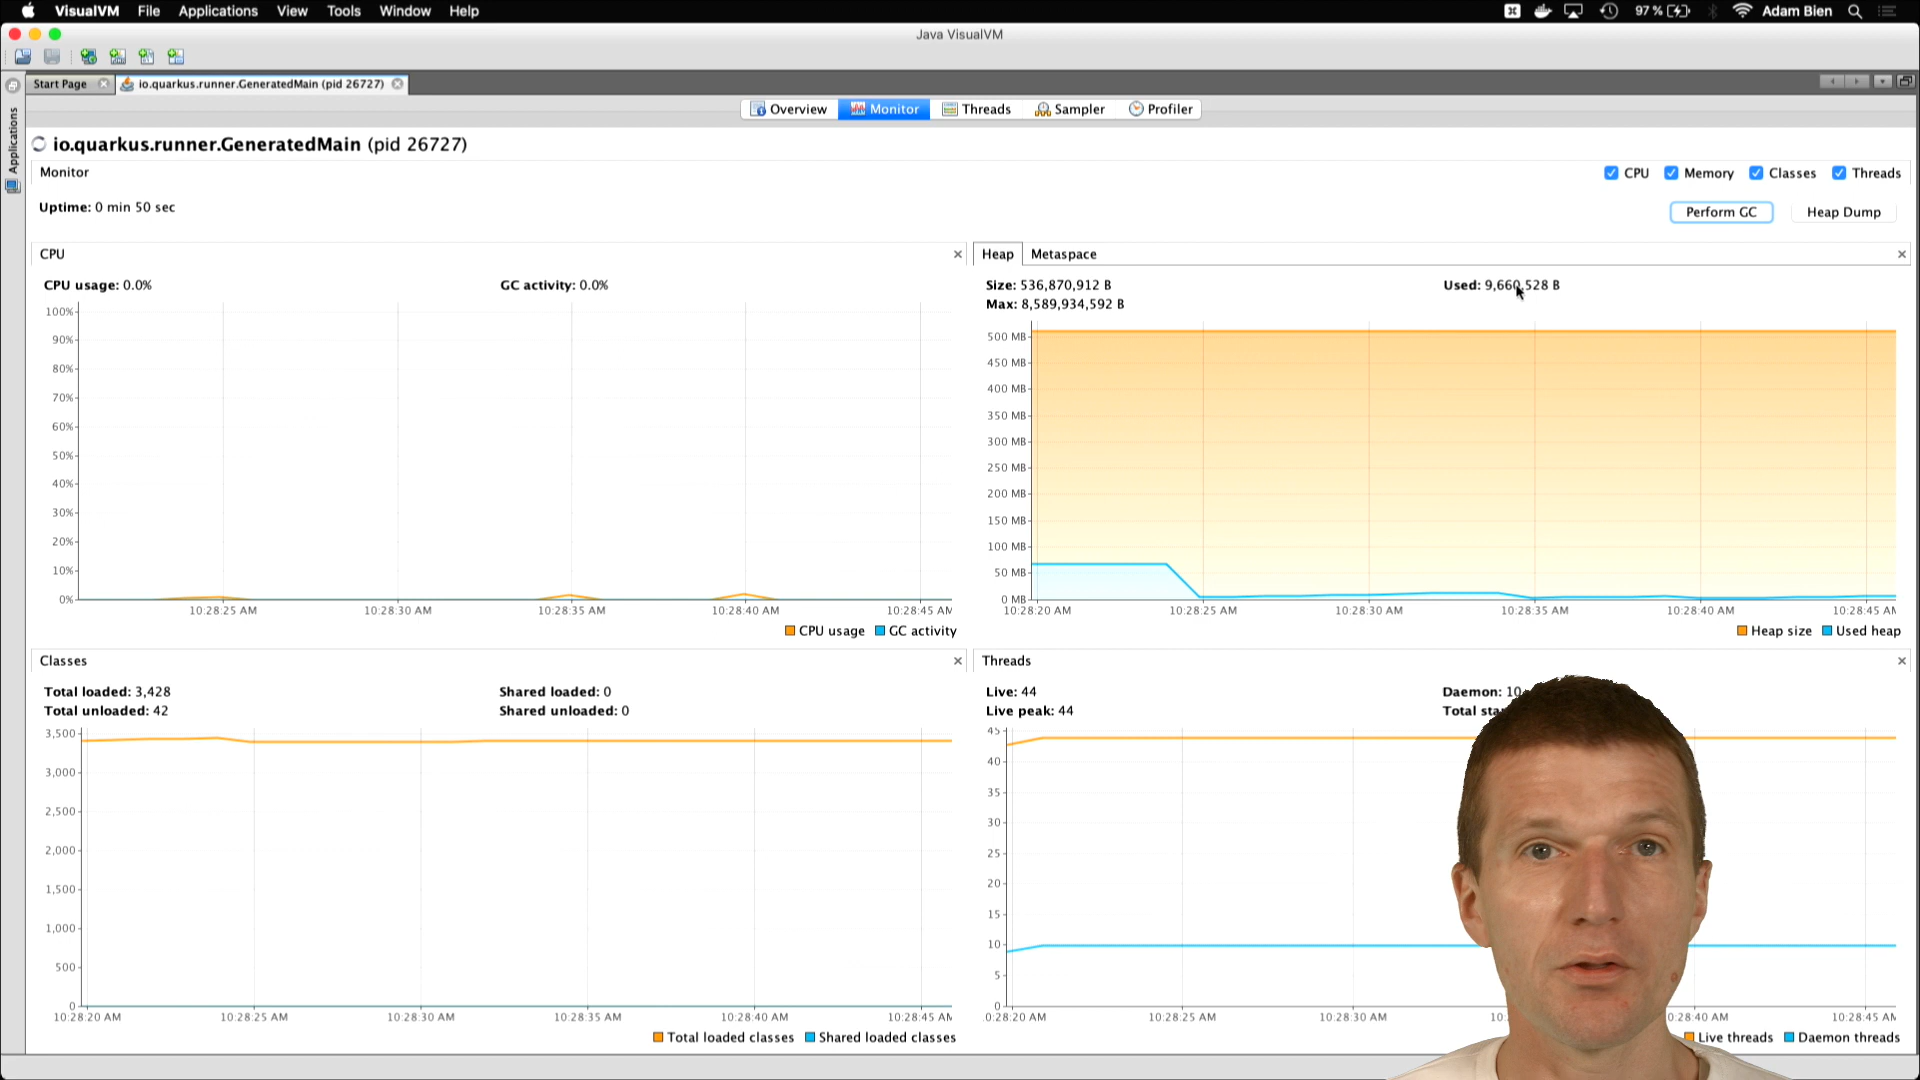 VisualVM File Applications View Tools Window Help
97 % Adam Bien
Java VisualVM
Start Page
io.quarkus.runner.GeneratedMain (pid 26727)
Applications
Overview Monitor Threads Sampler Profiler
io.quarkus.runner.GeneratedMain (pid 26727)
Monitor
CPU Memory Classes Threads
Uptime: 0 min 50 sec
Perform GC Heap Dump
CPU
CPU usage: 0.0% GC activity: 0.0%
100%
90%
80%
70%
60%
50%
40%
30%
20%
10%
0%
10:28:25 AM 10:28:30 AM 10:28:35 AM 10:28:40 AM 10:28:45 AM
CPU usage GC activity
Heap Metaspace
Size: 536,870,912 B Used: 9,660,528 B
Max: 8,589,934,592 B
500 MB
450 MB
400 MB
350 MB
300 MB
250 MB
200 MB
150 MB
100 MB
50 MB
0 MB
10:28:20 AM 10:28:25 AM 10:28:30 AM 10:28:35 AM 10:28:40 AM 10:28:45 AM
Heap size Used heap
Classes
Total loaded: 3,428 Shared loaded: 0
Total unloaded: 42 Shared unloaded: 0
3,500
3,000
2,500
2,000
1,500
1,000
500
0
10:28:20 AM 10:28:25 AM 10:28:30 AM 10:28:35 AM 10:28:40 AM 10:28:45 AM
Total loaded classes Shared loaded classes
Threads
Live: 44 Daemon: 10
Live peak: 44 Total sta
45
40
35
30
25
20
15
10
5
0
0:28:20 AM 10:28:25 AM 10:28:30 AM 10: 0:28:40 AM 10:28:45 AM
Live threads Daemon threads